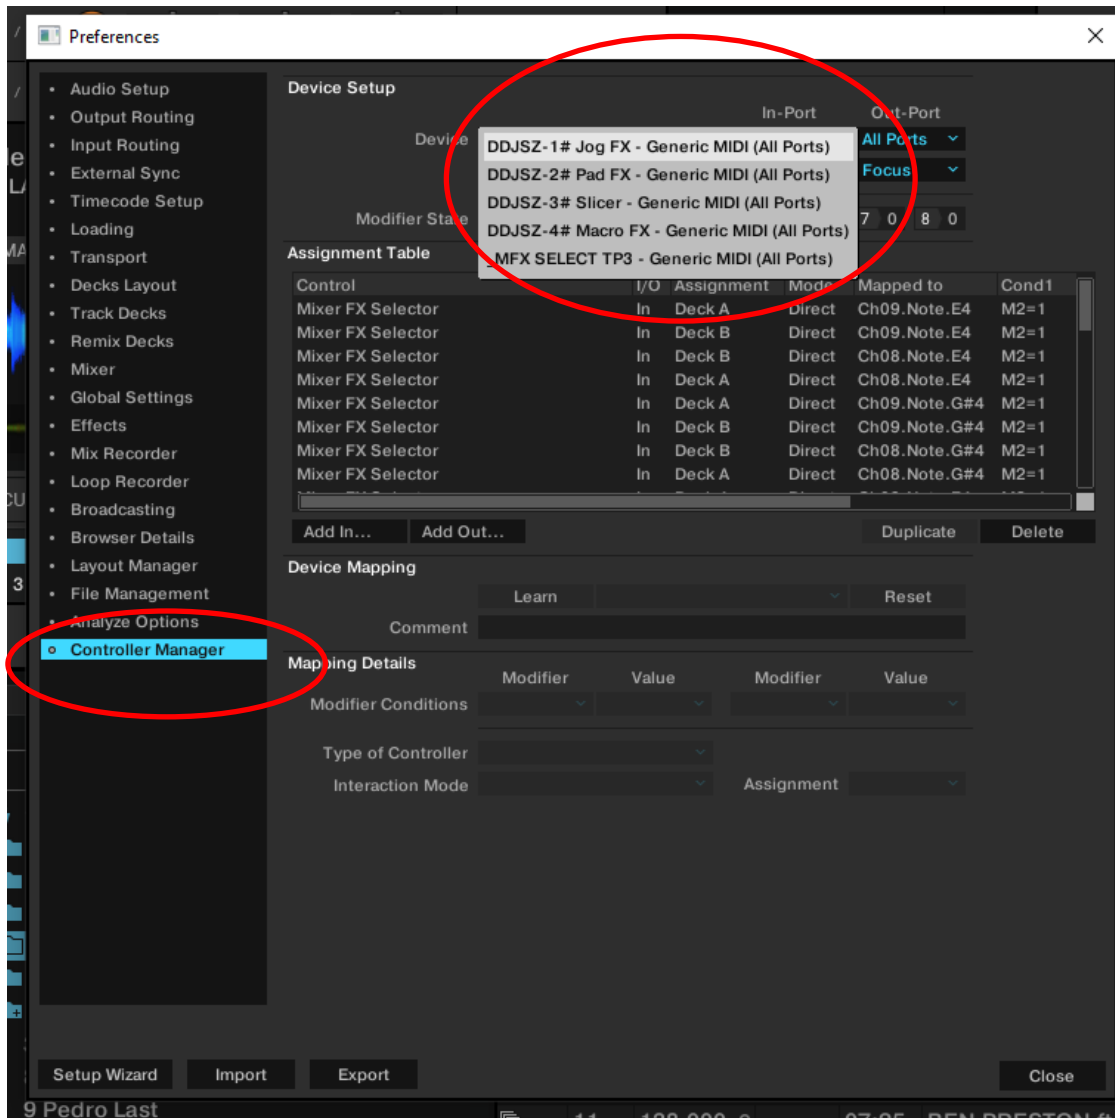 Preferences
Audio Setup
Output Routing
Input Routing
External Sync
Timecode Setup
Loading
Transport
Decks Layout
Track Decks
Remix Decks
Mixer
Global Settings
Effects
Mix Recorder
Loop Recorder
Broadcasting
Browser Details
Layout Manager
File Management
Analyze Options
Controller Manager
Device Setup
In-Port Out-Port
Device
DDJSZ-1# Jog FX - Generic MIDI (All Ports)
DDJSZ-2# Pad FX - Generic MIDI (All Ports)
DDJSZ-3# Slicer - Generic MIDI (All Ports)
DDJSZ-4# Macro FX - Generic MIDI (All Ports)
_MFX SELECT TP3 - Generic MIDI (All Ports)
All Ports
Focus
Modifier State
7 0 8 0
Assignment Table
Control I/O Assignment Mode Mapped to Cond1
Mixer FX Selector In Deck A Direct Ch09.Note.E4 M2=1
Mixer FX Selector In Deck B Direct Ch09.Note.E4 M2=1
Mixer FX Selector In Deck B Direct Ch08.Note.E4 M2=1
Mixer FX Selector In Deck A Direct Ch08.Note.E4 M2=1
Mixer FX Selector In Deck A Direct Ch09.Note.G#4 M2=1
Mixer FX Selector In Deck B Direct Ch09.Note.G#4 M2=1
Mixer FX Selector In Deck B Direct Ch08.Note.G#4 M2=1
Mixer FX Selector In Deck A Direct Ch08.Note.G#4 M2=1
Add In... Add Out... Duplicate Delete
Device Mapping
Learn Reset
Comment
Mapping Details
Modifier Value Modifier Value
Modifier Conditions
Type of Controller
Interaction Mode Assignment
Setup Wizard Import Export Close
3
9 Pedro Last